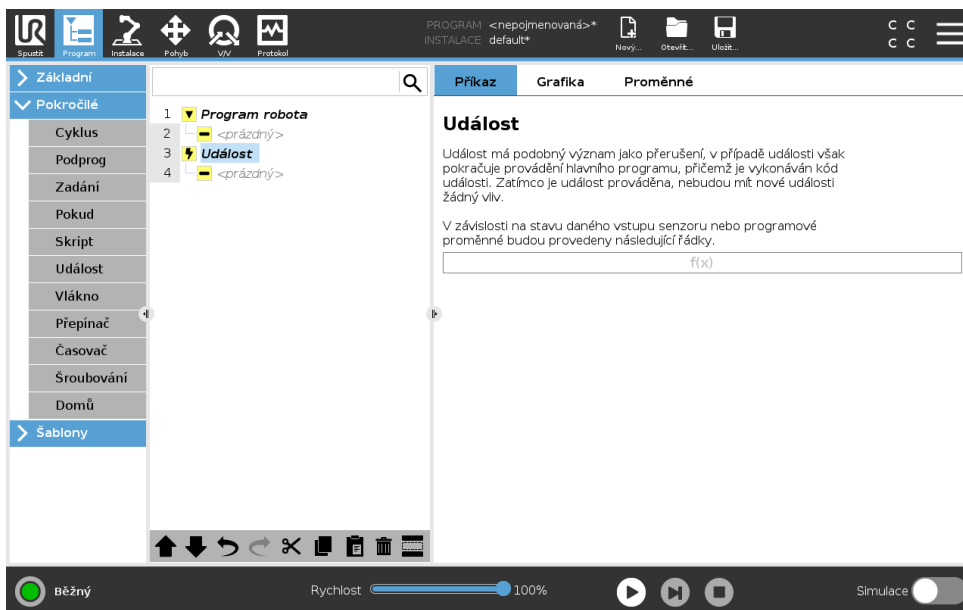 PROGRAM <nepojmenovaná>*
INSTALACE default*
Spustit Program Instalace Pohyb V/V Protokol Nový... Otevřít... Uložit...
C C
C C
Základní
Pokročilé
Cyklus
Podprog
Zadání
Pokud
Skript
Událost
Vlákno
Přepínač
Časovač
Šroubování
Domů
Šablony
1 Program robota
2 <prázdný>
3 Událost
4 <prázdný>
Příkaz Grafika Proměnné
Událost
Událost má podobný význam jako přerušení, v případě události však
pokračuje provádění hlavního programu, přičemž je vykonáván kód
události. Zatímco je událost prováděna, nebudou mít nové události
žádný vliv.
V závislosti na stavu daného vstupu senzoru nebo programové
proměnné budou provedeny následující řádky.
f(x)
Běžný Rychlost 100% Simulace